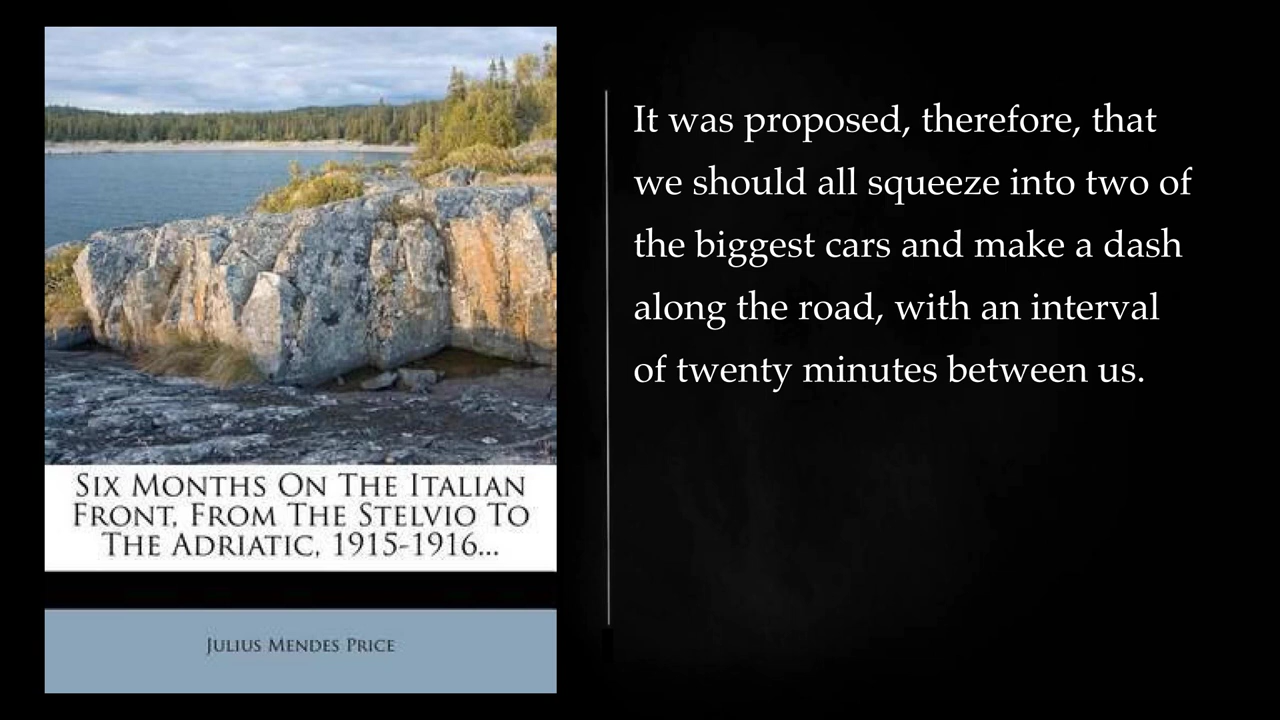 It was proposed, therefore, that
we should all squeeze into two of
the biggest cars and make a dash
along the road, with an interval
of twenty minutes between us.
Six Months On The Italian
Front, From The Stelvio To
The Adriatic, 1915-1916...
Julius Mendes Price